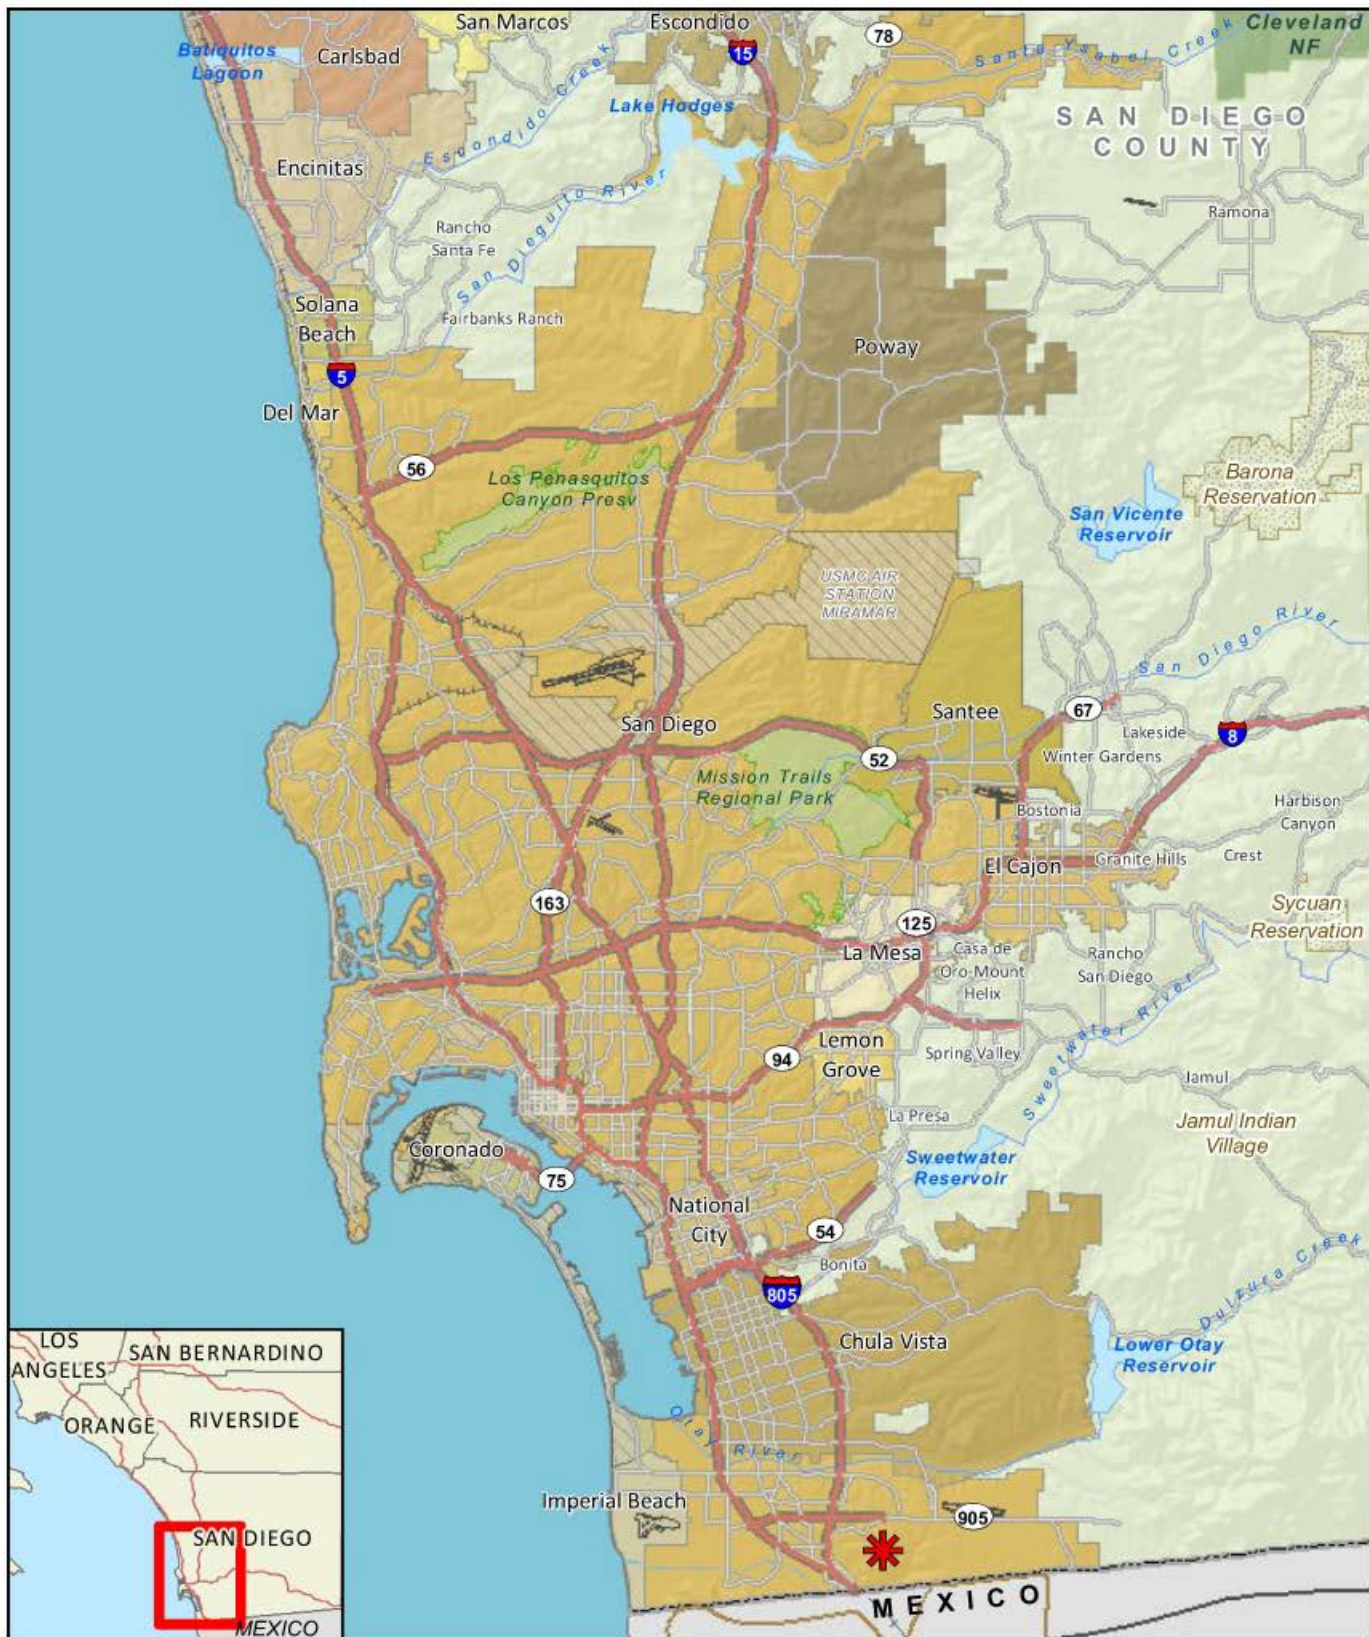 San Marcos
Escondido
78
Cleveland
NF
Batiquitos
Lagoon
Carlsbad
15
Santa Ysabel Creek
Lake Hodges
SAN DIEGO
COUNTY
Escondido Creek
Encinitas
San Dieguito River
Ramona
Rancho
Santa Fe
Solana
Beach
Fairbanks Ranch
Poway
5
Del Mar
56
Los Penasquitos
Canyon Presv
Barona
Reservation
San Vicente
Reservoir
USMC AIR
STATION
MIRAMAR
San Diego River
San Diego
Santee
67
Lakeside
8
52
Winter Gardens
Mission Trails
Regional Park
Bostonia
Harbison
Canyon
El Cajon
Granite Hills
Crest
163
125
Sycuan
Reservation
La Mesa
Casa de
Oro-Mount
Helix
Rancho
San Diego
Sweetwater River
94
Lemon
Grove
Spring Valley
Jamul
La Presa
Jamul Indian
Village
Coronado
75
Sweetwater
Reservoir
National
City
54
Bonita
805
Dulzura Creek
Chula Vista
Lower Otay
Reservoir
Otay River
Imperial Beach
905
MEXICO
LOS
ANGELES
SAN BERNARDINO
ORANGE
RIVERSIDE
SAN DIEGO
MEXICO